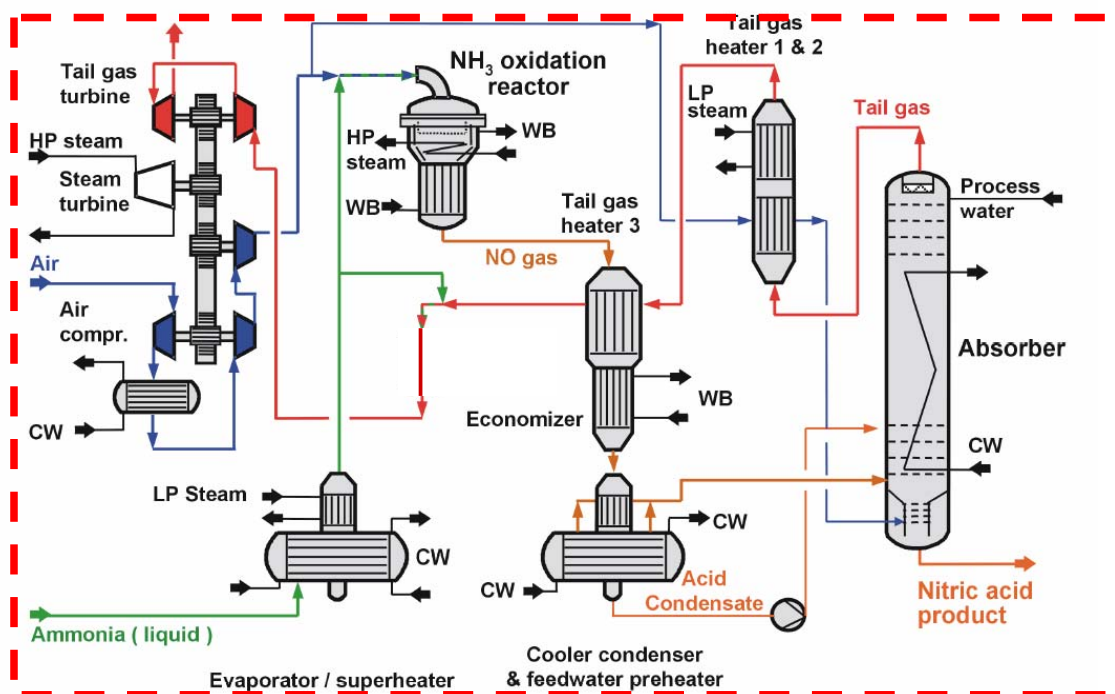 Tail gas
heater 1 & 2
NH3 oxidation
reactor
Tail gas
turbine
LP
steam
Tail gas
WB
HP
steam
HP steam
Steam
turbine
Process
water
WB
Tail gas
heater 3
NO gas
Air
Air
compr.
Absorber
WB
Economizer
CW
CW
LP Steam
CW
CW
CW
Acid
Condensate
Nitric acid
product
Ammonia ( liquid )
Cooler condenser
& feedwater preheater
Evaporator / superheater